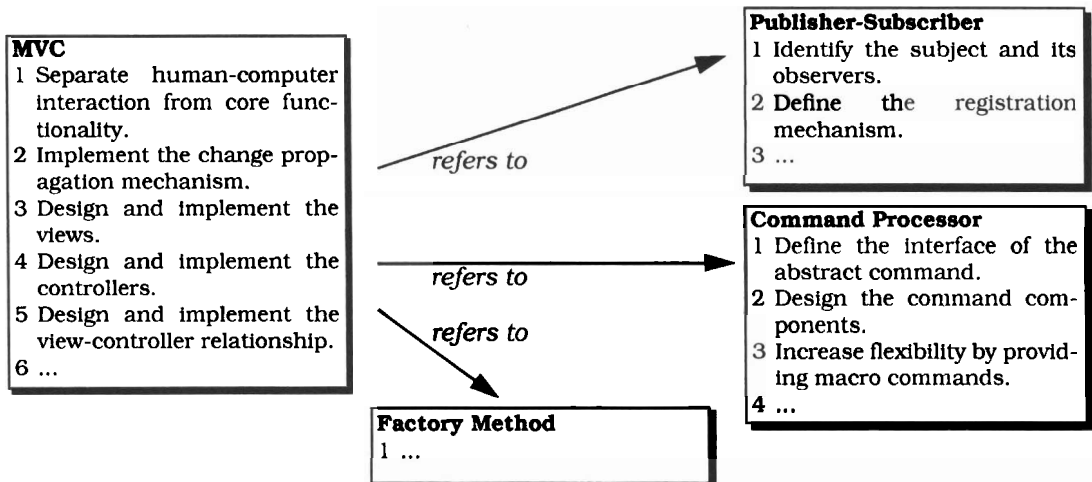 MVC
1 Separate human-computer
interaction from core func-
tionality.
2 Implement the change prop-
agation mechanism.
3 Design and implement the
views.
4 Design and implement the
controllers.
5 Design and implement the
view-controller relationship.
6 ...
refers to
refers to
refers to
Publisher-Subscriber
1 Identify the subject and its
observers.
2 Define the registration
mechanism.
3 ...
Command Processor
1 Define the interface of the
abstract command.
2 Design the command com-
ponents.
3 Increase flexibility by provid-
ing macro commands.
4 ...
Factory Method
1 ...